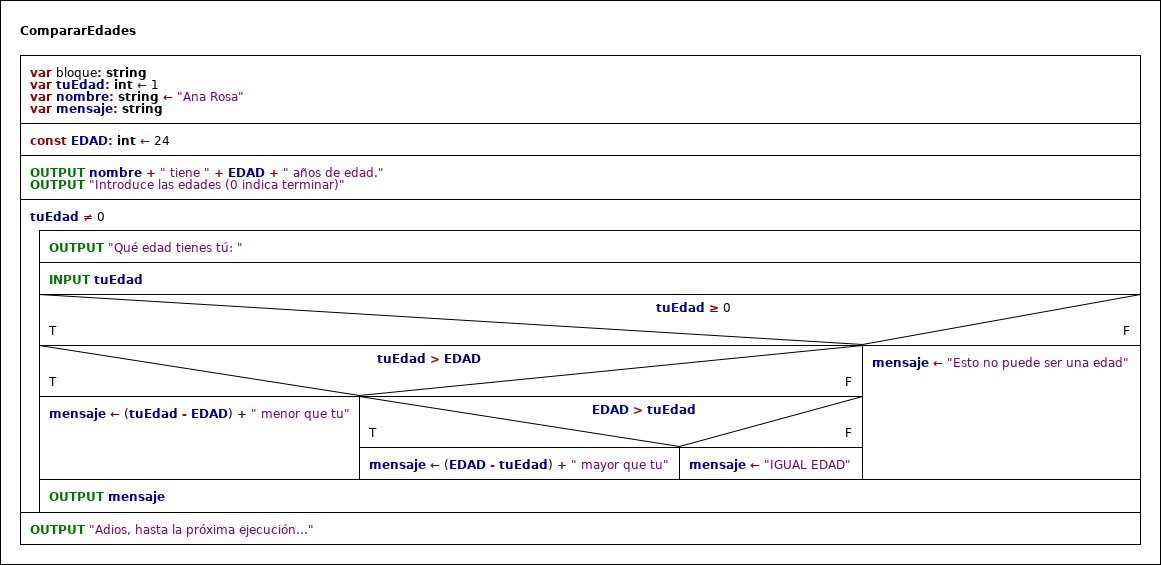 CompararEdades
var bloque: string
var tuEdad: int ← 1
var nombre: string ← "Ana Rosa"
var mensaje: string
const EDAD: int ← 24
OUTPUT nombre + " tiene " + EDAD + " años de edad."
OUTPUT "Introduce las edades (0 indica terminar)"
tuEdad ≠ 0
OUTPUT "Qué edad tienes tú: "
INPUT tuEdad
tuEdad ≥ 0
T
F
tuEdad > EDAD
T
F
mensaje ← "Esto no puede ser una edad"
mensaje ← (tuEdad - EDAD) + " menor que tu"
EDAD > tuEdad
T
F
mensaje ← (EDAD - tuEdad) + " mayor que tu"
mensaje ← "IGUAL EDAD"
OUTPUT mensaje
OUTPUT "Adios, hasta la próxima ejecución..."